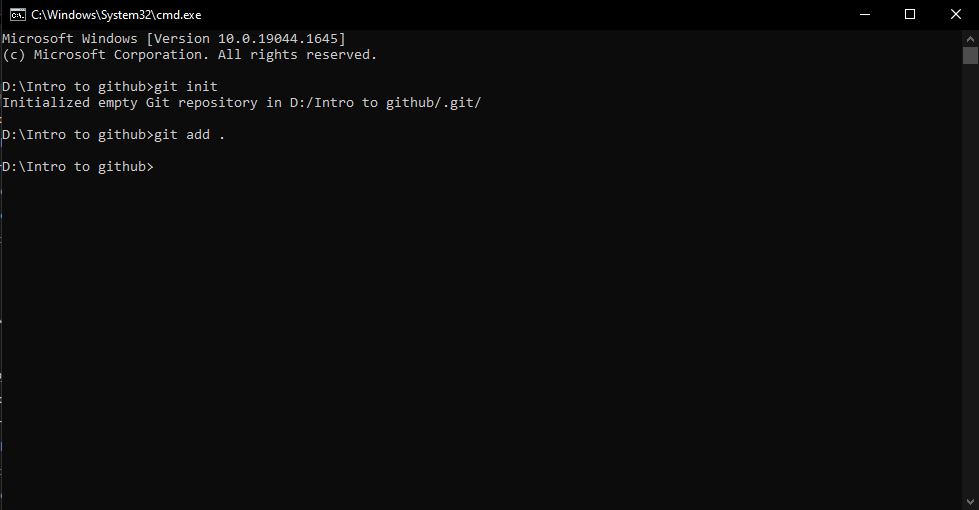 C:\Windows\System32\cmd.exe
Microsoft Windows [Version 10.0.19044.1645]
(c) Microsoft Corporation. All rights reserved.
D:\Intro to github>git init
Initialized empty Git repository in D:/Intro to github/.git/
D:\Intro to github>git add .
D:\Intro to github>